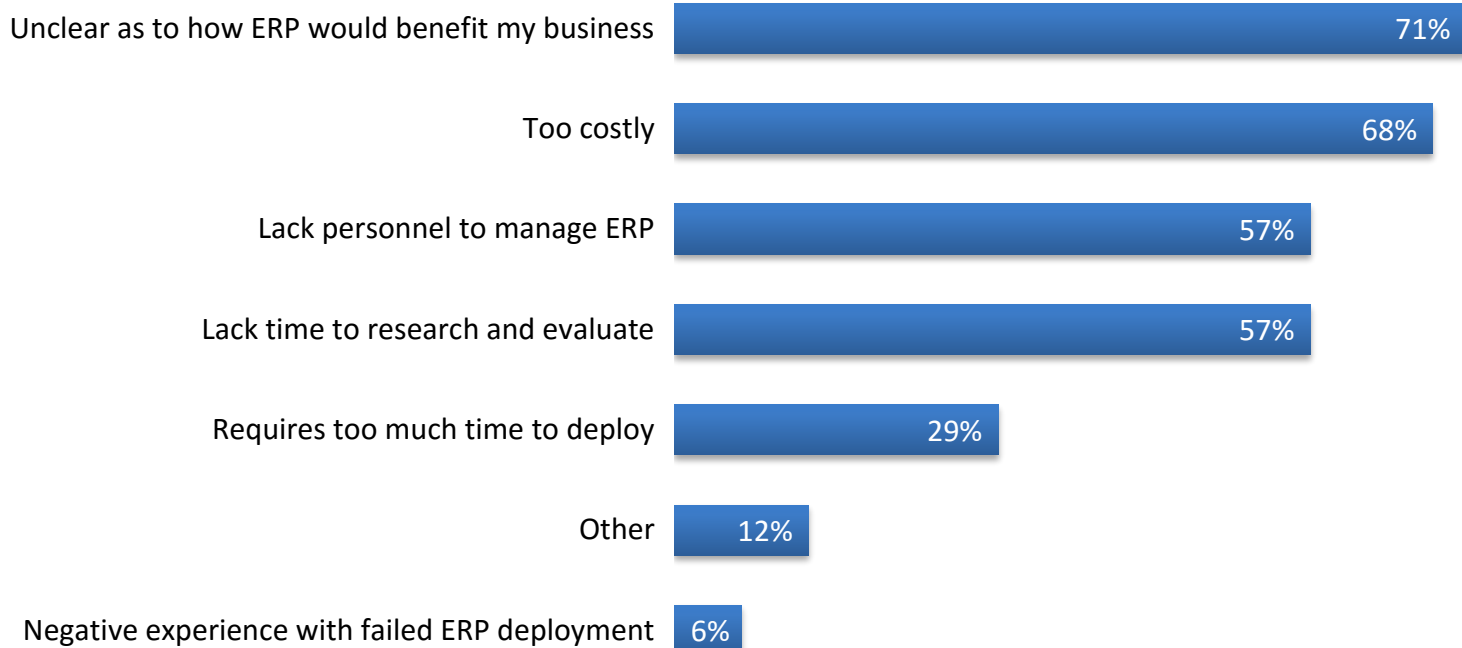 Unclear as to how ERP would benefit my business 71%
Too costly 68%
Lack personnel to manage ERP 57%
Lack time to research and evaluate 57%
Requires too much time to deploy 29%
Other 12%
Negative experience with failed ERP deployment 6%